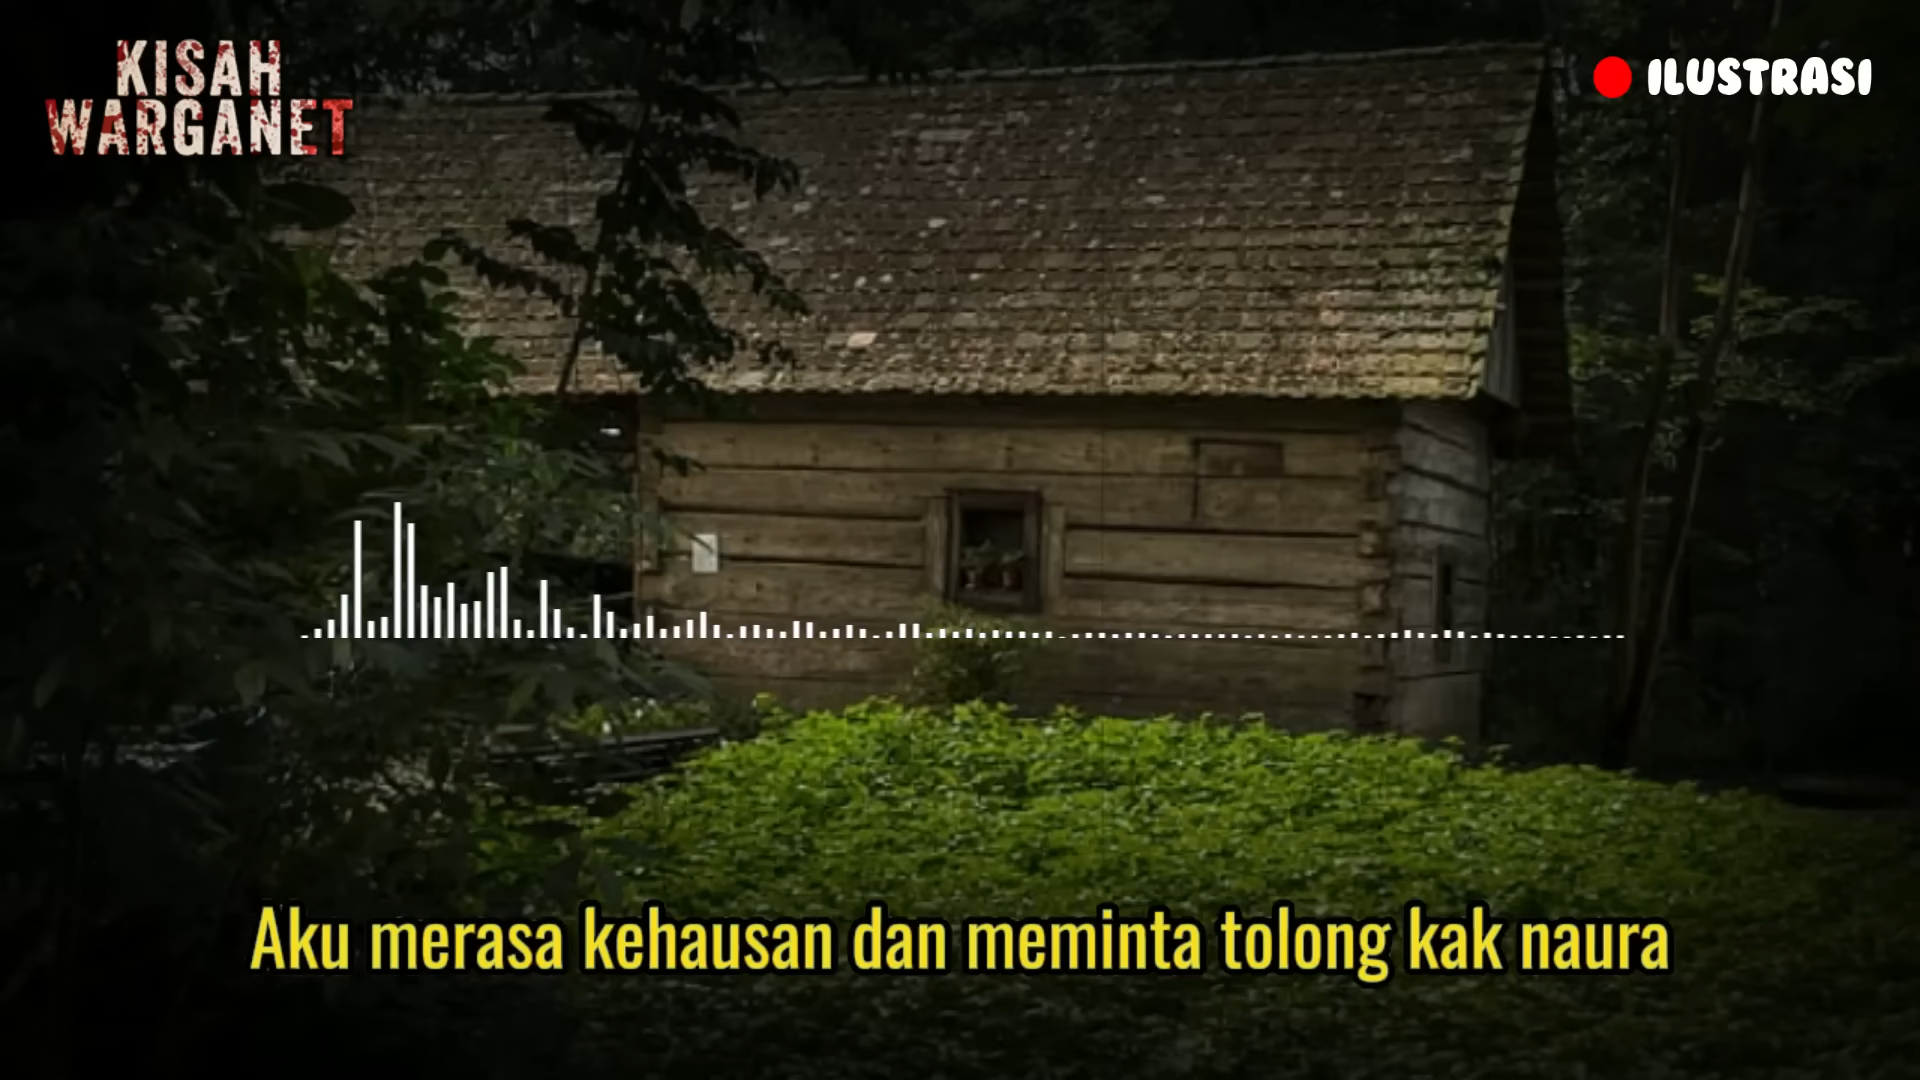 KISAH
WARGANET
ILUSTRASI
Aku merasa kehausan dan meminta tolong kak naura